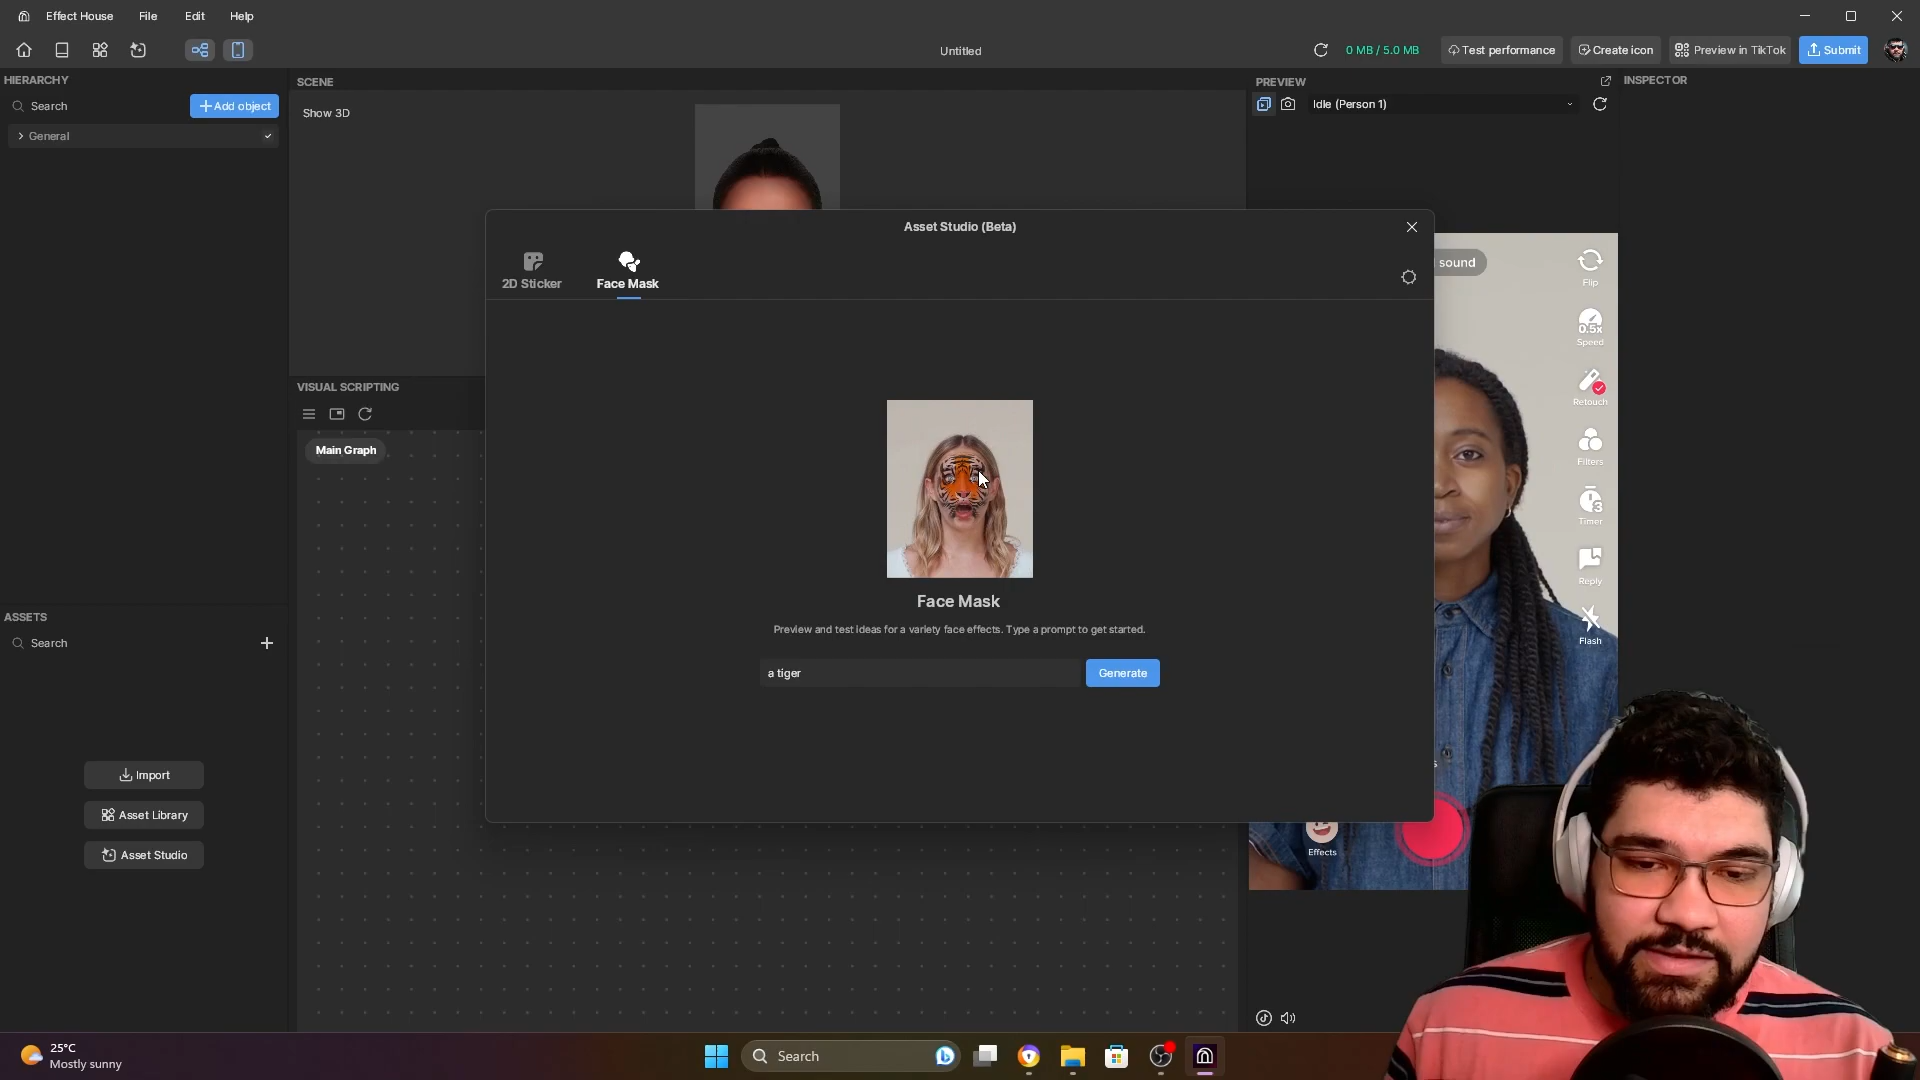 Effect House File Edit Help
Untitled
0 MB / 5.0 MB Test performance Create icon Preview in TikTok Submit
HIERARCHY
Search Add object
General
SCENE
Show 3D
PREVIEW
Idle (Person 1)
INSPECTOR
Asset Studio (Beta)
2D Sticker Face Mask
Face Mask
Preview and test ideas for a variety face effects. Type a prompt to get started.
a tiger Generate
VISUAL SCRIPTING
Main Graph
sound
Flip
0.5x
Speed
Retouch
Filters
3
Timer
Reply
Flash
Effects
ASSETS
Search
Import
Asset Library
Asset Studio
25°C
Mostly sunny
Search